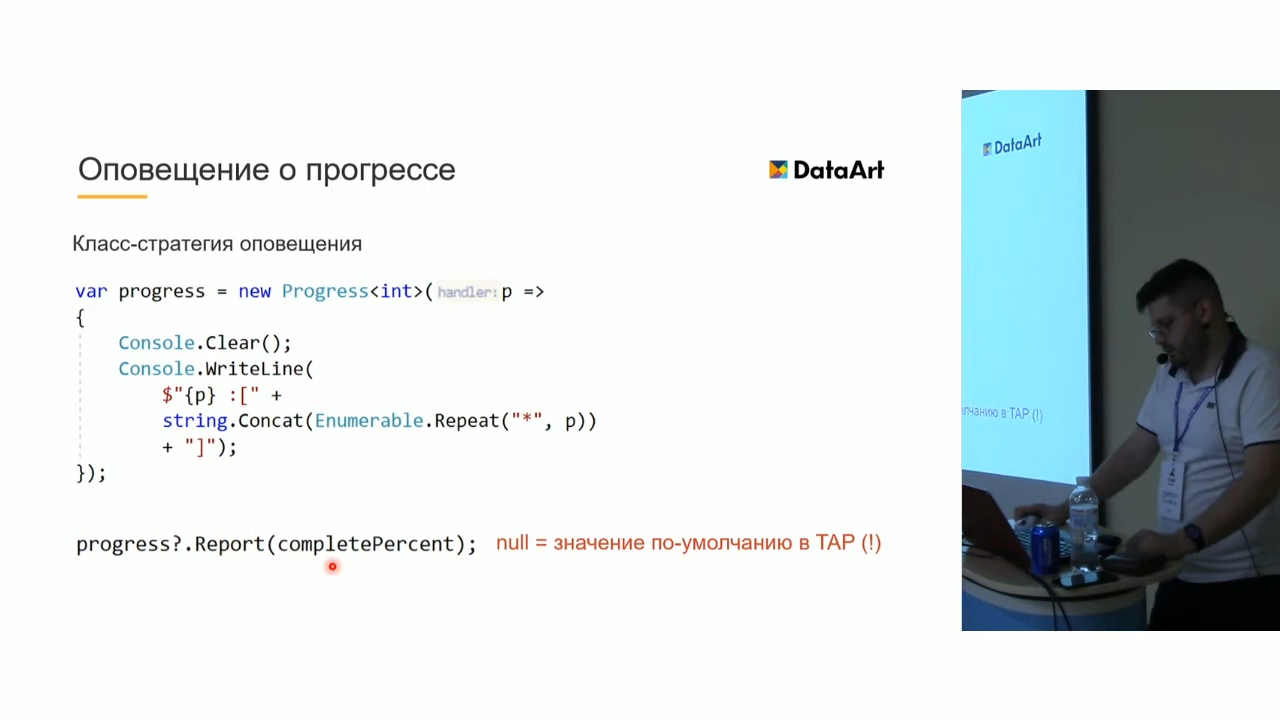 Оповещение о прогрессе
DataArt
Класс-стратегия оповещения
var progress = new Progress<int>(handler: p =>
{
Console.Clear();
Console.WriteLine(
$"{p} :[" +
string.Concat(Enumerable.Repeat("*", p))
+ "]");
});
progress?.Report(completePercent); null = значение по-умолчанию в TAP (!)
DataArt
в TAP (!)